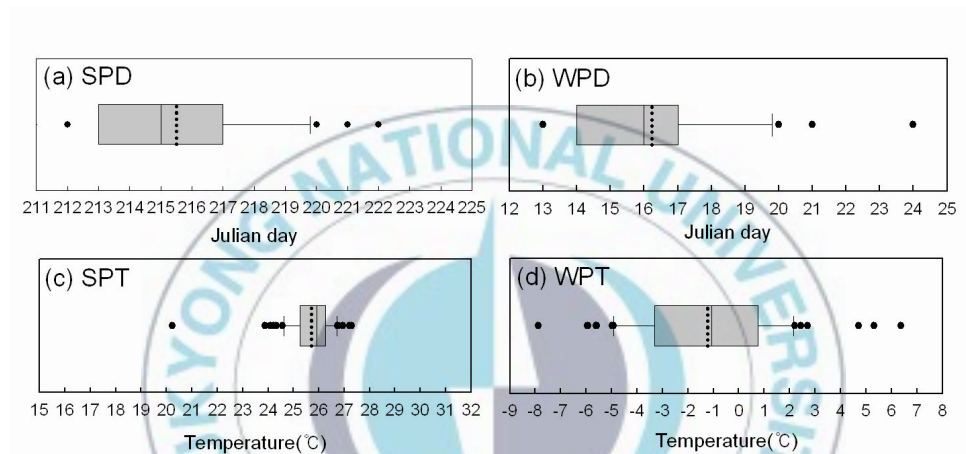 (a) SPD
211 212 213 214 215 216 217 218 219 220 221 222 223 224 225
Julian day
(b) WPD
12 13 14 15 16 17 18 19 20 21 22 23 24 25
Julian day
(c) SPT
15 16 17 18 19 20 21 22 23 24 25 26 27 28 29 30 31 32
Temperature(℃)
(d) WPT
-9 -8 -7 -6 -5 -4 -3 -2 -1 0 1 2 3 4 5 6 7 8
Temperature(℃)
NATIONAL